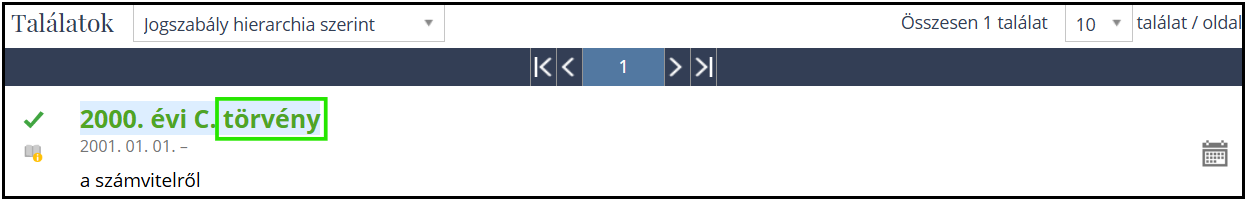 Találatok Jogszabály hierarchia szerint Összesen 1 találat 10 találat / oldal
1
2000. évi C. törvény
2001. 01. 01. –
a számvitelről